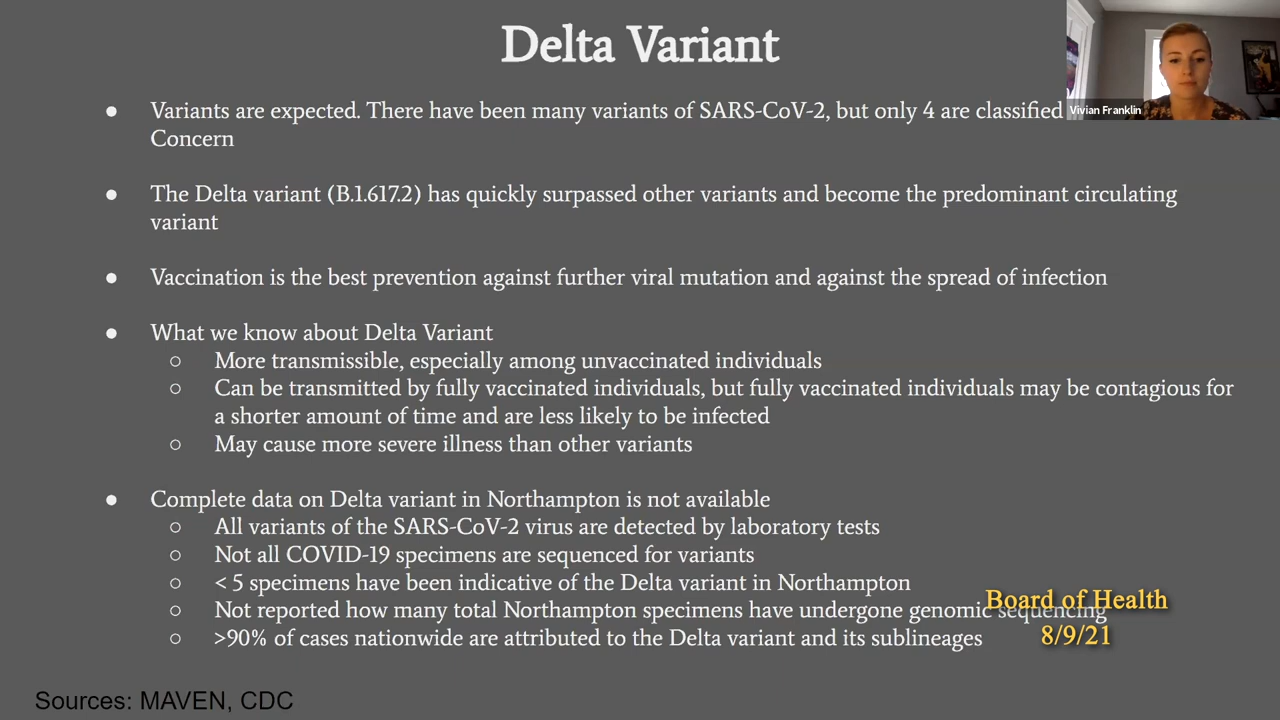 Delta Variant
Vivian Franklin
● Variants are expected. There have been many variants of SARS-CoV-2, but only 4 are classified
Concern
● The Delta variant (B.1.617.2) has quickly surpassed other variants and become the predominant circulating
variant
● Vaccination is the best prevention against further viral mutation and against the spread of infection
● What we know about Delta Variant
○ More transmissible, especially among unvaccinated individuals
○ Can be transmitted by fully vaccinated individuals, but fully vaccinated individuals may be contagious for
a shorter amount of time and are less likely to be infected
○ May cause more severe illness than other variants
● Complete data on Delta variant in Northampton is not available
○ All variants of the SARS-CoV-2 virus are detected by laboratory tests
○ Not all COVID-19 specimens are sequenced for variants
○ < 5 specimens have been indicative of the Delta variant in Northampton
○ Not reported how many total Northampton specimens have undergone genomic sequencing
○ >90% of cases nationwide are attributed to the Delta variant and its sublineages
Board of Health
8/9/21
Sources: MAVEN, CDC